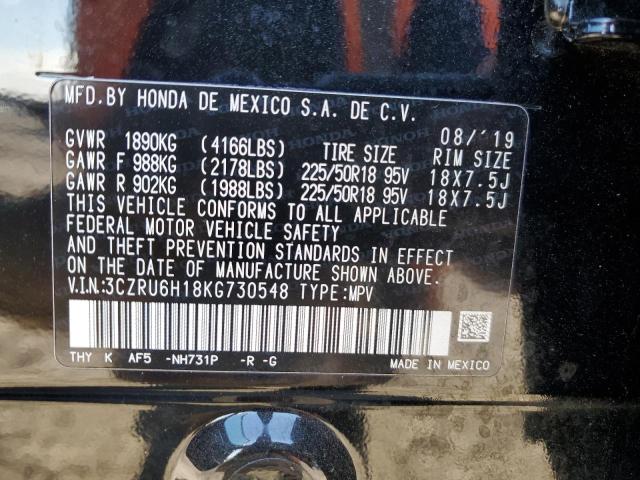 MFD.BY HONDA DE MEXICO S.A. DE C.V.
08/'19
GVWR 1890KG (4166LBS) TIRE SIZE RIM SIZE
GAWR F 988KG (2178LBS) 225/50R18 95V 18X7.5J
GAWR R 902KG (1988LBS) 225/50R18 95V 18X7.5J
THIS VEHICLE CONFORMS TO ALL APPLICABLE
FEDERAL MOTOR VEHICLE SAFETY
AND THEFT PREVENTION STANDARDS IN EFFECT
ON THE DATE OF MANUFACTURE SHOWN ABOVE.
V.I.N:3CZRU6H18KG730548 TYPE:MPV
THY K AF5 -NH731P -R -G
MADE IN MEXICO